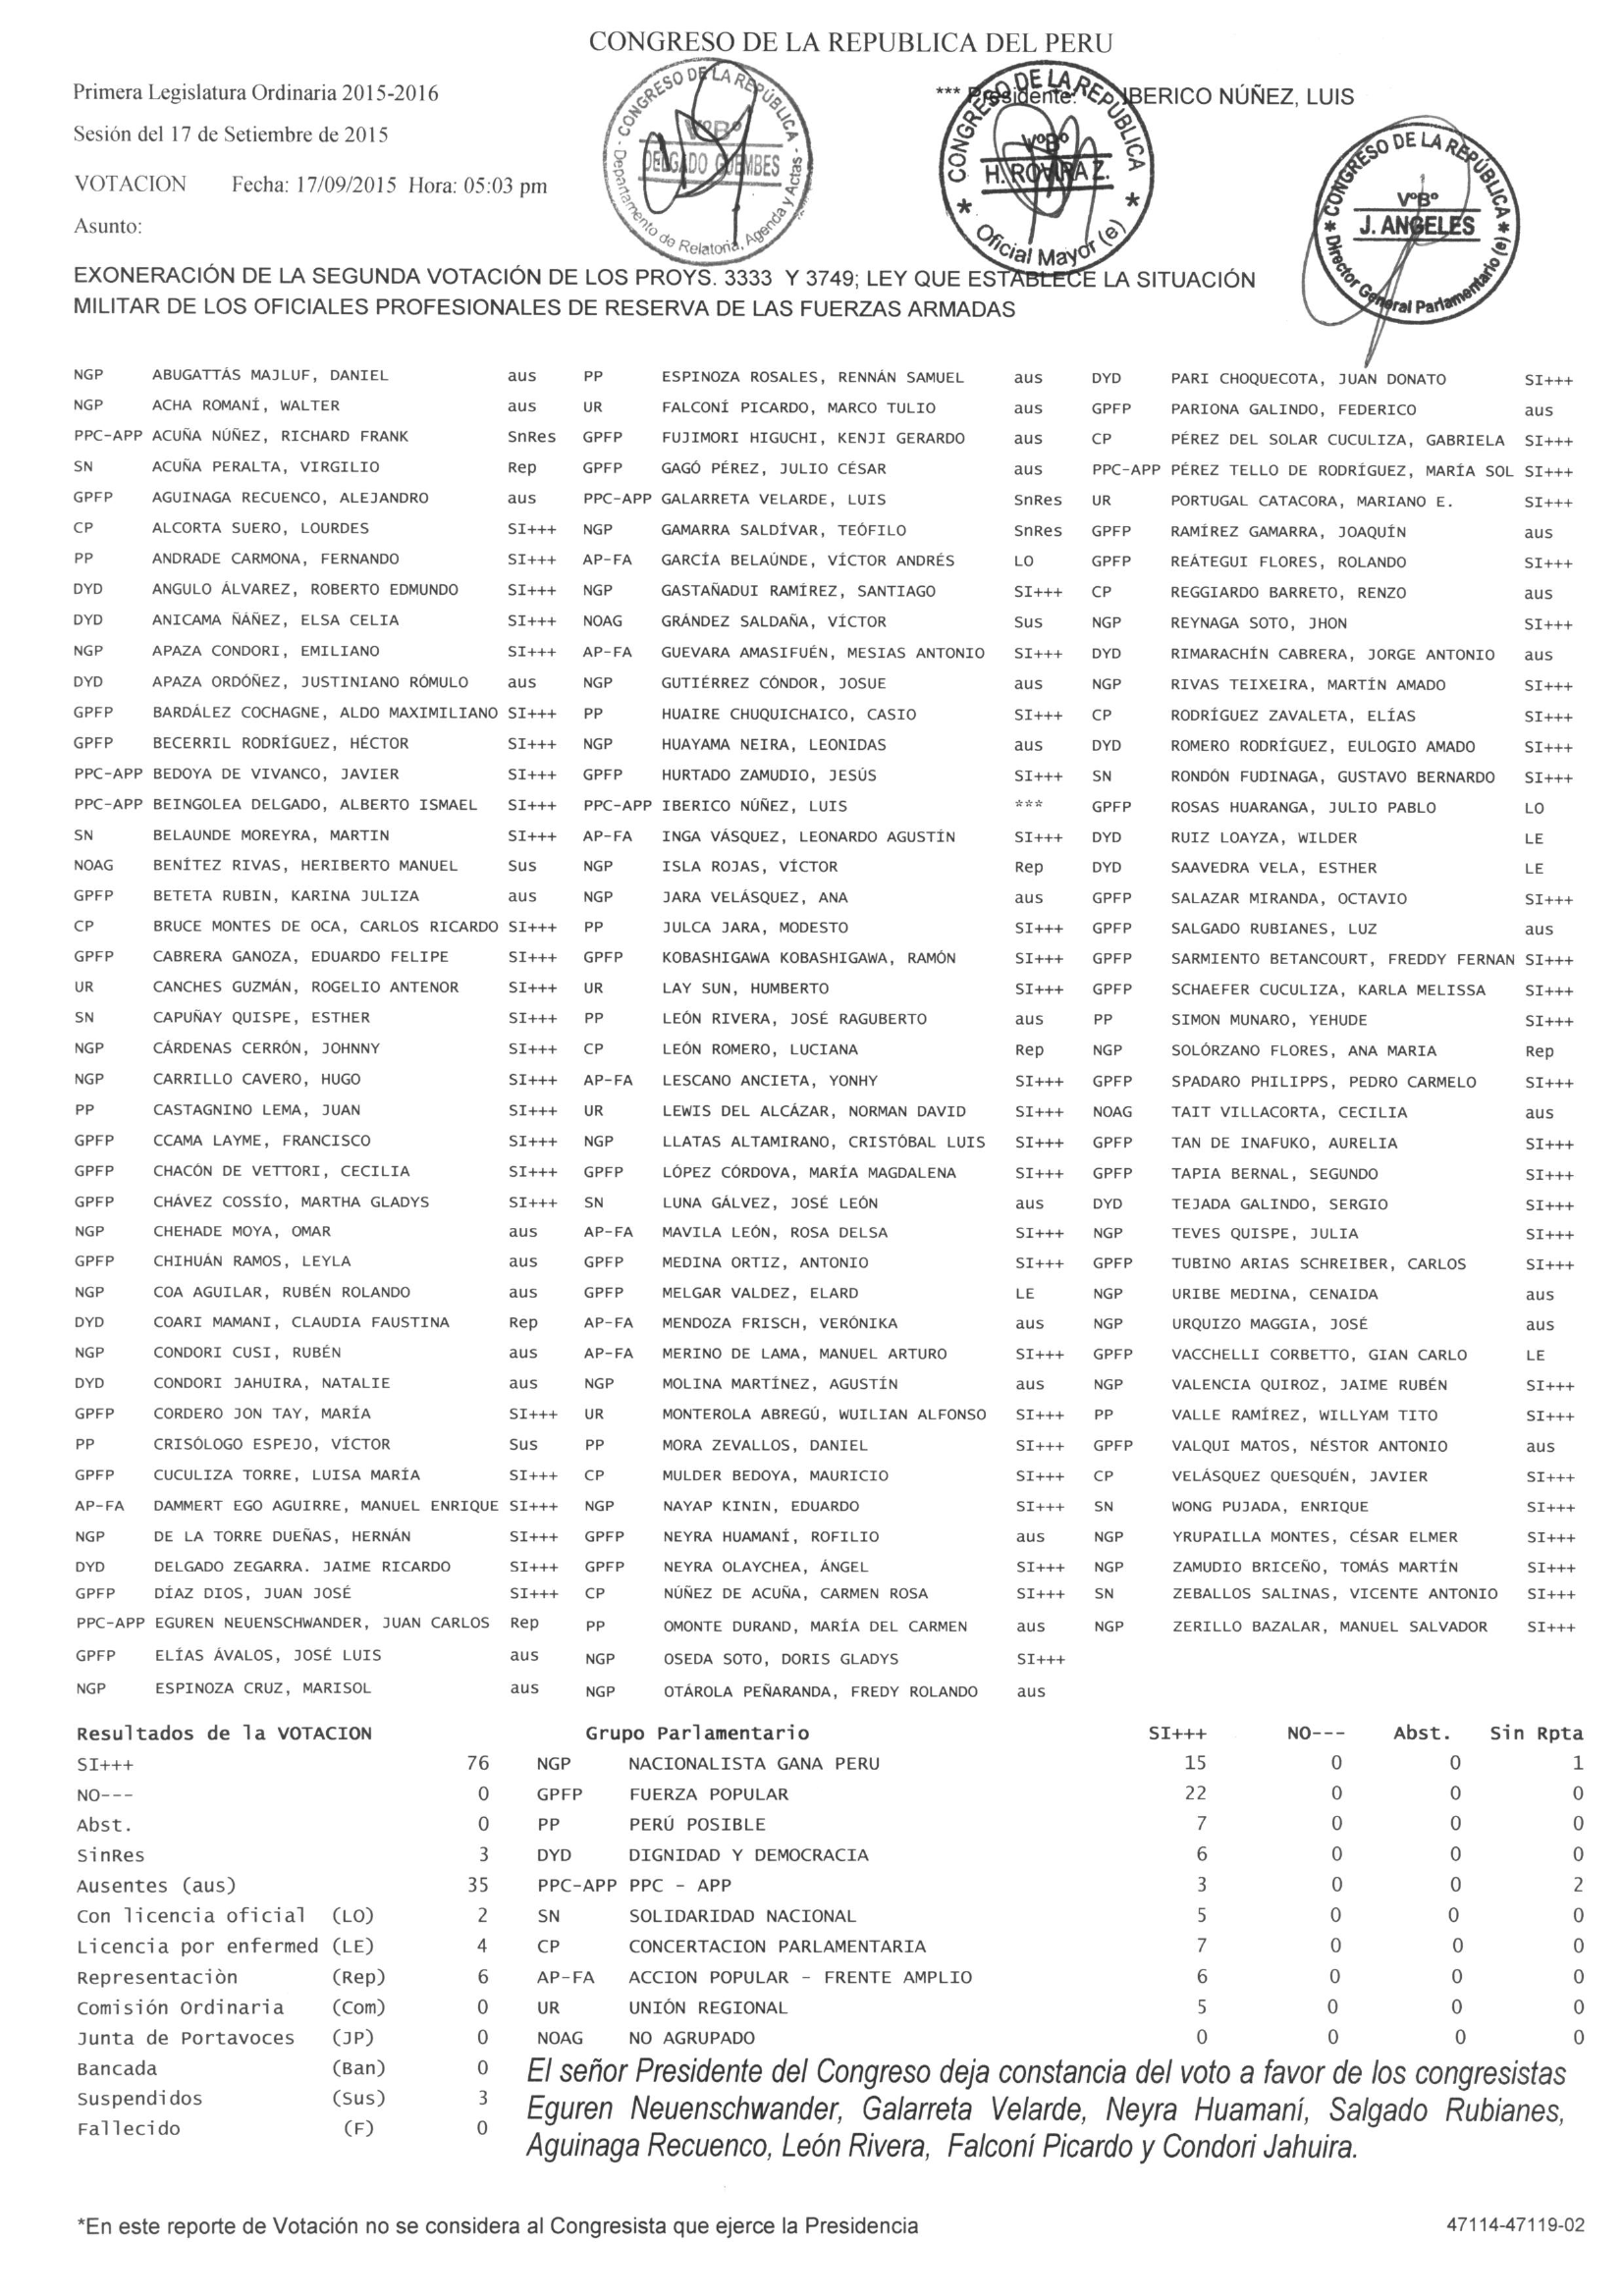 CONGRESO DE LA REPUBLICA DEL PERU
Primera Legislatura Ordinaria 2015-2016
*** Presidente: IBERICO NÚÑEZ, LUIS
Sesión del 17 de Setiembre de 2015
VOTACION Fecha: 17/09/2015 Hora: 05:03 pm
Asunto:
CONGRESO DE LA REPÚBLICA
VºBº
DELGADO GUEMBES
Departamento de Relatoria, Agenda y Actas
CONGRESO DE LA REPÚBLICA
VºBº
H. ROVIRA Z.
Oficial Mayor (e)
CONGRESO DE LA REPÚBLICA
VºBº
J. ANGELES
Director General Parlamentario (e)
EXONERACIÓN DE LA SEGUNDA VOTACIÓN DE LOS PROYS. 3333 Y 3749; LEY QUE ESTABLECE LA SITUACIÓN
MILITAR DE LOS OFICIALES PROFESIONALES DE RESERVA DE LAS FUERZAS ARMADAS
NGP ABUGATTÁS MAJLUF, DANIEL aus PP ESPINOZA ROSALES, RENNÁN SAMUEL aus DYD PARI CHOQUECOTA, JUAN DONATO SI+++
NGP ACHA ROMANÍ, WALTER aus UR FALCONÍ PICARDO, MARCO TULIO aus GPFP PARIONA GALINDO, FEDERICO aus
PPC-APP ACUÑA NÚÑEZ, RICHARD FRANK SnRes GPFP FUJIMORI HIGUCHI, KENJI GERARDO aus CP PÉREZ DEL SOLAR CUCULIZA, GABRIELA SI+++
SN ACUÑA PERALTA, VIRGILIO Rep GPFP GAGÓ PÉREZ, JULIO CÉSAR aus PPC-APP PÉREZ TELLO DE RODRÍGUEZ, MARÍA SOL SI+++
GPFP AGUINAGA RECUENCO, ALEJANDRO aus PPC-APP GALARRETA VELARDE, LUIS SnRes UR PORTUGAL CATACORA, MARIANO E. SI+++
CP ALCORTA SUERO, LOURDES SI+++ NGP GAMARRA SALDÍVAR, TEÓFILO SnRes GPFP RAMÍREZ GAMARRA, JOAQUÍN aus
PP ANDRADE CARMONA, FERNANDO SI+++ AP-FA GARCÍA BELAÚNDE, VÍCTOR ANDRÉS LO GPFP REÁTEGUI FLORES, ROLANDO SI+++
DYD ANGULO ÁLVAREZ, ROBERTO EDMUNDO SI+++ NGP GASTAÑADUI RAMÍREZ, SANTIAGO SI+++ CP REGGIARDO BARRETO, RENZO aus
DYD ANICAMA ÑÁÑEZ, ELSA CELIA SI+++ NOAG GRÁNDEZ SALDAÑA, VÍCTOR Sus NGP REYNAGA SOTO, JHON SI+++
NGP APAZA CONDORI, EMILIANO SI+++ AP-FA GUEVARA AMASIFUÉN, MESIAS ANTONIO SI+++ DYD RIMARACHÍN CABRERA, JORGE ANTONIO aus
DYD APAZA ORDÓÑEZ, JUSTINIANO RÓMULO aus NGP GUTIÉRREZ CÓNDOR, JOSUE aus NGP RIVAS TEIXEIRA, MARTÍN AMADO SI+++
GPFP BARDÁLEZ COCHAGNE, ALDO MAXIMILIANO SI+++ PP HUAIRE CHUQUICHAICO, CASIO SI+++ CP RODRÍGUEZ ZAVALETA, ELÍAS SI+++
GPFP BECERRIL RODRÍGUEZ, HÉCTOR SI+++ NGP HUAYAMA NEIRA, LEONIDAS aus DYD ROMERO RODRÍGUEZ, EULOGIO AMADO SI+++
PPC-APP BEDOYA DE VIVANCO, JAVIER SI+++ GPFP HURTADO ZAMUDIO, JESÚS SI+++ SN RONDÓN FUDINAGA, GUSTAVO BERNARDO SI+++
PPC-APP BEINGOLEA DELGADO, ALBERTO ISMAEL SI+++ PPC-APP IBERICO NÚÑEZ, LUIS *** GPFP ROSAS HUARANGA, JULIO PABLO LO
SN BELAUNDE MOREYRA, MARTIN SI+++ AP-FA INGA VÁSQUEZ, LEONARDO AGUSTÍN SI+++ DYD RUIZ LOAYZA, WILDER LE
NOAG BENÍTEZ RIVAS, HERIBERTO MANUEL Sus NGP ISLA ROJAS, VÍCTOR Rep DYD SAAVEDRA VELA, ESTHER LE
GPFP BETETA RUBIN, KARINA JULIZA aus NGP JARA VELÁSQUEZ, ANA aus GPFP SALAZAR MIRANDA, OCTAVIO SI+++
CP BRUCE MONTES DE OCA, CARLOS RICARDO SI+++ PP JULCA JARA, MODESTO SI+++ GPFP SALGADO RUBIANES, LUZ aus
GPFP CABRERA GANOZA, EDUARDO FELIPE SI+++ GPFP KOBASHIGAWA KOBASHIGAWA, RAMÓN SI+++ GPFP SARMIENTO BETANCOURT, FREDDY FERNAN SI+++
UR CANCHES GUZMÁN, ROGELIO ANTENOR SI+++ UR LAY SUN, HUMBERTO SI+++ GPFP SCHAEFER CUCULIZA, KARLA MELISSA SI+++
SN CAPUÑAY QUISPE, ESTHER SI+++ PP LEÓN RIVERA, JOSÉ RAGUBERTO aus PP SIMON MUNARO, YEHUDE SI+++
NGP CÁRDENAS CERRÓN, JOHNNY SI+++ CP LEÓN ROMERO, LUCIANA Rep NGP SOLÓRZANO FLORES, ANA MARIA Rep
NGP CARRILLO CAVERO, HUGO SI+++ AP-FA LESCANO ANCIETA, YONHY SI+++ GPFP SPADARO PHILIPPS, PEDRO CARMELO SI+++
PP CASTAGNINO LEMA, JUAN SI+++ UR LEWIS DEL ALCÁZAR, NORMAN DAVID SI+++ NOAG TAIT VILLACORTA, CECILIA aus
GPFP CCAMA LAYME, FRANCISCO SI+++ NGP LLATAS ALTAMIRANO, CRISTÓBAL LUIS SI+++ GPFP TAN DE INAFUKO, AURELIA SI+++
GPFP CHACÓN DE VETTORI, CECILIA SI+++ GPFP LÓPEZ CÓRDOVA, MARÍA MAGDALENA SI+++ GPFP TAPIA BERNAL, SEGUNDO SI+++
GPFP CHÁVEZ COSSÍO, MARTHA GLADYS SI+++ SN LUNA GÁLVEZ, JOSÉ LEÓN aus DYD TEJADA GALINDO, SERGIO SI+++
NGP CHEHADE MOYA, OMAR aus AP-FA MAVILA LEÓN, ROSA DELSA SI+++ NGP TEVES QUISPE, JULIA SI+++
GPFP CHIHUÁN RAMOS, LEYLA aus GPFP MEDINA ORTIZ, ANTONIO SI+++ GPFP TUBINO ARIAS SCHREIBER, CARLOS SI+++
NGP COA AGUILAR, RUBÉN ROLANDO aus GPFP MELGAR VALDEZ, ELARD LE NGP URIBE MEDINA, CENAIDA aus
DYD COARI MAMANI, CLAUDIA FAUSTINA Rep AP-FA MENDOZA FRISCH, VERÓNIKA aus NGP URQUIZO MAGGIA, JOSÉ aus
NGP CONDORI CUSI, RUBÉN aus AP-FA MERINO DE LAMA, MANUEL ARTURO SI+++ GPFP VACCHELLI CORBETTO, GIAN CARLO LE
DYD CONDORI JAHUIRA, NATALIE aus NGP MOLINA MARTÍNEZ, AGUSTÍN aus NGP VALENCIA QUIROZ, JAIME RUBÉN SI+++
GPFP CORDERO JON TAY, MARÍA SI+++ UR MONTEROLA ABREGÚ, WUILIAN ALFONSO SI+++ PP VALLE RAMÍREZ, WILLYAM TITO SI+++
PP CRISÓLOGO ESPEJO, VÍCTOR Sus PP MORA ZEVALLOS, DANIEL SI+++ GPFP VALQUI MATOS, NÉSTOR ANTONIO aus
GPFP CUCULIZA TORRE, LUISA MARÍA SI+++ CP MULDER BEDOYA, MAURICIO SI+++ CP VELÁSQUEZ QUESQUÉN, JAVIER SI+++
AP-FA DAMMERT EGO AGUIRRE, MANUEL ENRIQUE SI+++ NGP NAYAP KININ, EDUARDO SI+++ SN WONG PUJADA, ENRIQUE SI+++
NGP DE LA TORRE DUEÑAS, HERNÁN SI+++ GPFP NEYRA HUAMANÍ, ROFILIO aus NGP YRUPAILLA MONTES, CÉSAR ELMER SI+++
DYD DELGADO ZEGARRA. JAIME RICARDO SI+++ GPFP NEYRA OLAYCHEA, ÁNGEL SI+++ NGP ZAMUDIO BRICEÑO, TOMÁS MARTÍN SI+++
GPFP DÍAZ DIOS, JUAN JOSÉ SI+++ CP NÚÑEZ DE ACUÑA, CARMEN ROSA SI+++ SN ZEBALLOS SALINAS, VICENTE ANTONIO SI+++
PPC-APP EGUREN NEUENSCHWANDER, JUAN CARLOS Rep PP OMONTE DURAND, MARÍA DEL CARMEN aus NGP ZERILLO BAZALAR, MANUEL SALVADOR SI+++
GPFP ELÍAS ÁVALOS, JOSÉ LUIS aus NGP OSEDA SOTO, DORIS GLADYS SI+++
NGP ESPINOZA CRUZ, MARISOL aus NGP OTÁROLA PEÑARANDA, FREDY ROLANDO aus
Resultados de la VOTACION Grupo Parlamentario SI+++ NO--- Abst. Sin Rpta
SI+++ 76 NGP NACIONALISTA GANA PERU 15 0 0 1
NO--- 0 GPFP FUERZA POPULAR 22 0 0 0
Abst. 0 PP PERÚ POSIBLE 7 0 0 0
SinRes 3 DYD DIGNIDAD Y DEMOCRACIA 6 0 0 0
Ausentes (aus) 35 PPC-APP PPC - APP 3 0 0 2
Con licencia oficial (LO) 2 SN SOLIDARIDAD NACIONAL 5 0 0 0
Licencia por enfermed (LE) 4 CP CONCERTACION PARLAMENTARIA 7 0 0 0
Representaciòn (Rep) 6 AP-FA ACCION POPULAR - FRENTE AMPLIO 6 0 0 0
Comisión Ordinaria (Com) 0 UR UNIÓN REGIONAL 5 0 0 0
Junta de Portavoces (JP) 0 NOAG NO AGRUPADO 0 0 0 0
Bancada (Ban) 0
Suspendidos (Sus) 3
Fallecido (F) 0
El señor Presidente del Congreso deja constancia del voto a favor de los congresistas
Eguren Neuenschwander, Galarreta Velarde, Neyra Huamaní, Salgado Rubianes,
Aguinaga Recuenco, León Rivera, Falconí Picardo y Condori Jahuira.
*En este reporte de Votación no se considera al Congresista que ejerce la Presidencia
47114-47119-02